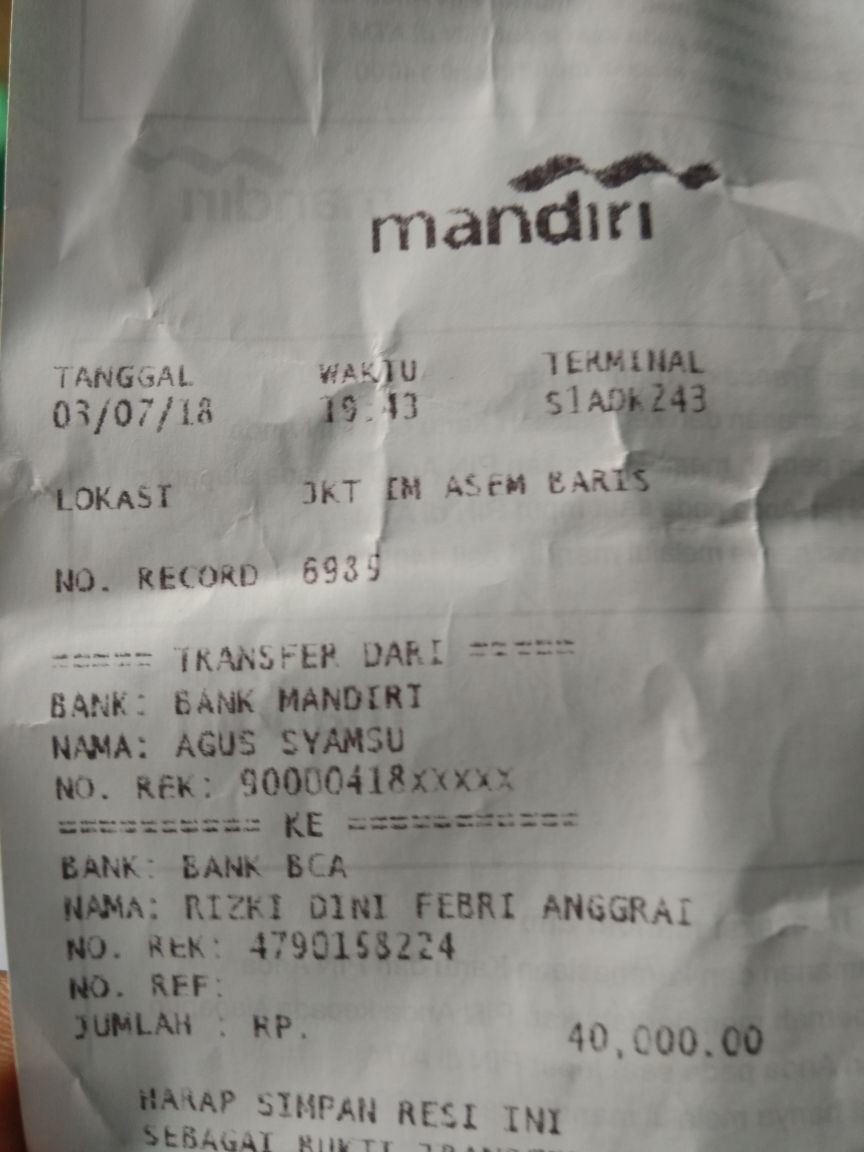 mandiri
TANGGAL WAKTU TERMINAL
03/07/18 19:43 S1ADK243
LOKASI JKT IM ASEM BARIS
NO. RECORD 6939
===== TRANSFER DARI =====
BANK: BANK MANDIRI
NAMA: AGUS SYAMSU
NO. REK: 90000418xxxxx
========== KE ===========
BANK: BANK BCA
NAMA: RIZKI DINI FEBRI ANGGRAI
NO. REK: 4790158224
NO. REF:
JUMLAH : RP. 40,000.00
HARAP SIMPAN RESI INI
SEBAGAI BUKTI